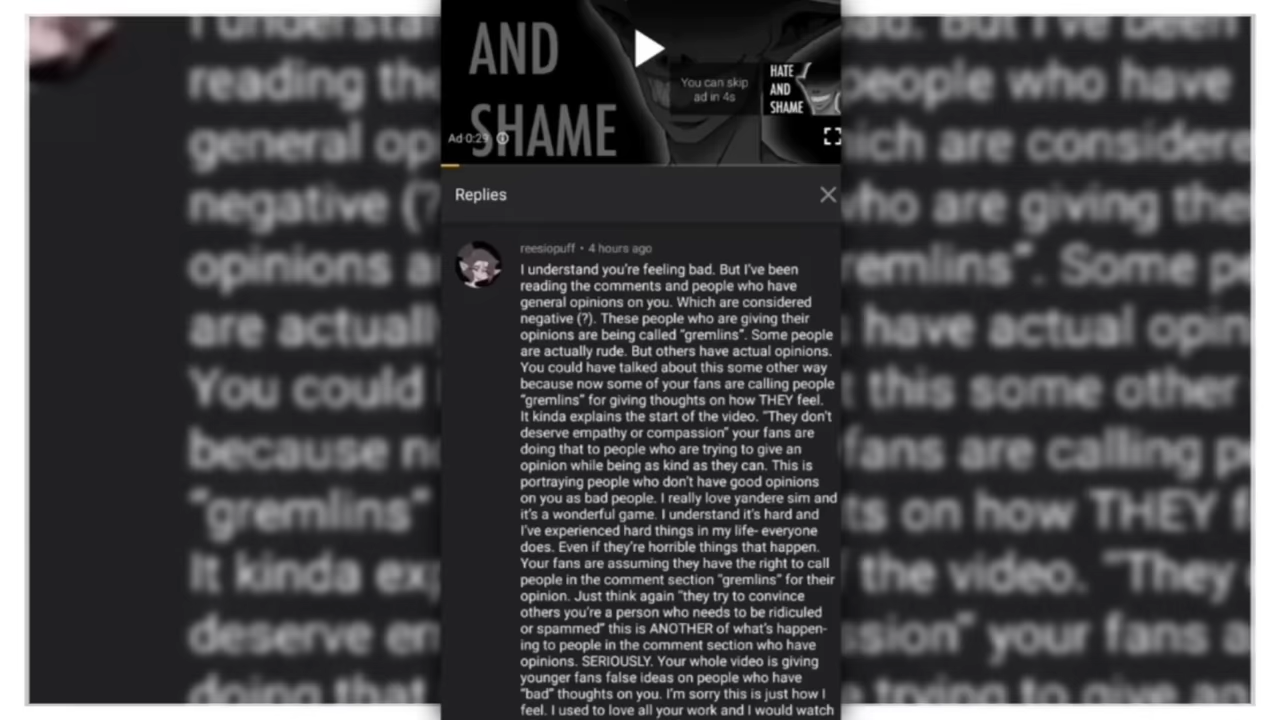 AND
SHAME
You can skip
ad in 4s
HATE
AND
SHAME
Ad 0:29
Replies
reesiopuff • 4 hours ago
I understand you're feeling bad. But I've been
reading the comments and people who have
general opinions on you. Which are considered
negative (?). These people who are giving their
opinions are being called "gremlins". Some people
are actually rude. But others have actual opinions.
You could have talked about this some other way
because now some of your fans are calling people
"gremlins" for giving thoughts on how THEY feel.
It kinda explains the start of the video. "They don't
deserve empathy or compassion" your fans are
doing that to people who are trying to give an
opinion while being as kind as they can. This is
portraying people who don't have good opinions
on you as bad people. I really love yandere sim and
it's a wonderful game. I understand it's hard and
I've experienced hard things in my life- everyone
does. Even if they're horrible things that happen.
Your fans are assuming they have the right to call
people in the comment section "gremlins" for their
opinion. Just think again "they try to convince
others you're a person who needs to be ridiculed
or spammed" this is ANOTHER of what's happen-
ing to people in the comment section who have
opinions. SERIOUSLY. Your whole video is giving
younger fans false ideas on people who have
"bad" thoughts on you. I'm sorry this is just how I
feel. I used to love all your work and I would watch